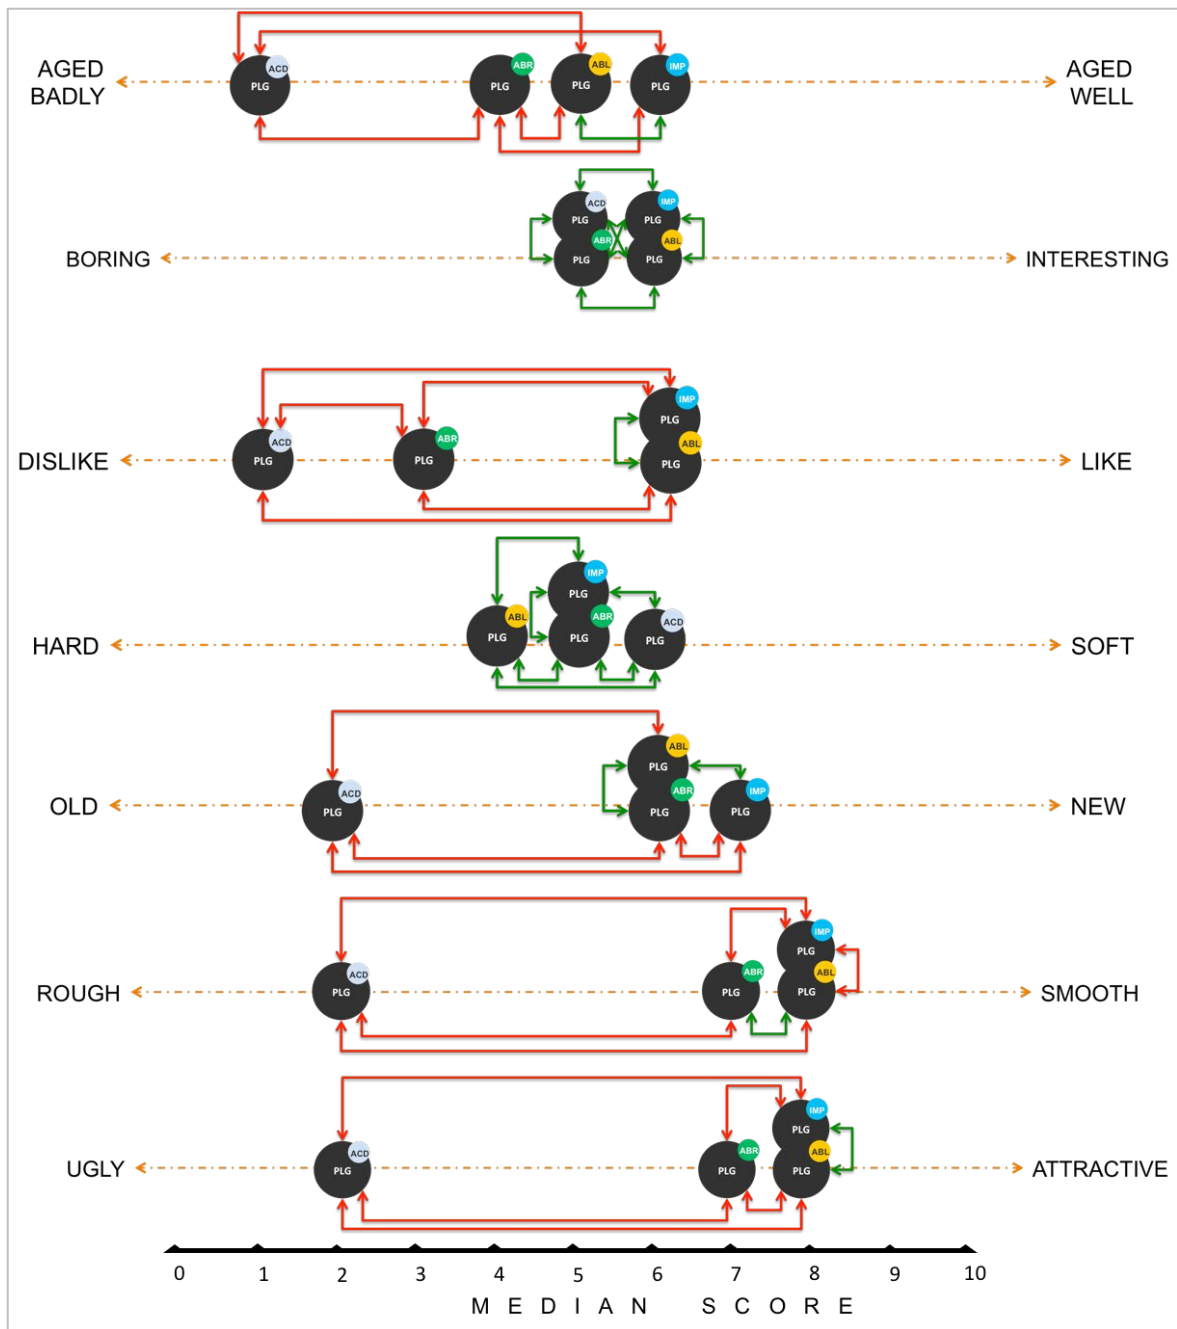 AGED BADLY
PLG ACD
PLG ABR
PLG ABL
PLG IMP
AGED WELL
BORING
PLG ACD
PLG IMP
PLG ABR
PLG ABL
INTERESTING
DISLIKE
PLG ACD
PLG ABR
PLG IMP
PLG ABL
LIKE
HARD
PLG ABL
PLG IMP
PLG ABR
PLG ACD
SOFT
OLD
PLG ACD
PLG ABL
PLG ABR
PLG IMP
NEW
ROUGH
PLG ACD
PLG ABR
PLG IMP
PLG ABL
SMOOTH
UGLY
PLG ACD
PLG ABR
PLG IMP
PLG ABL
ATTRACTIVE
0 1 2 3 4 5 6 7 8 9 10
MEDIAN SCORE